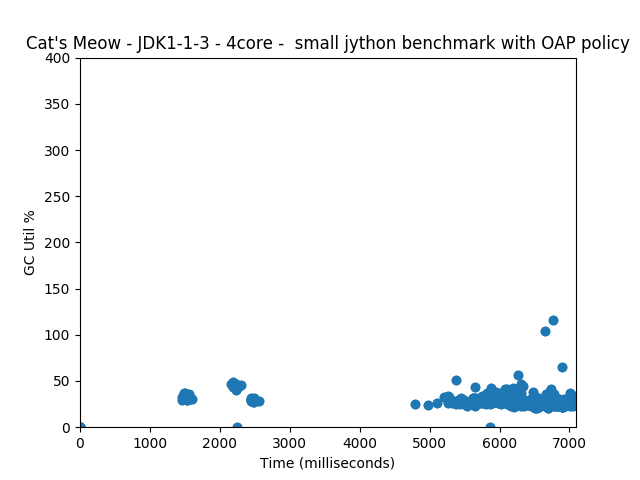 Cat's Meow - JDK1-1-3 - 4core -  small jython benchmark with OAP policy
400
350
300
250
200
150
100
50
0
GC Util %
0 1000 2000 3000 4000 5000 6000 7000
Time (milliseconds)